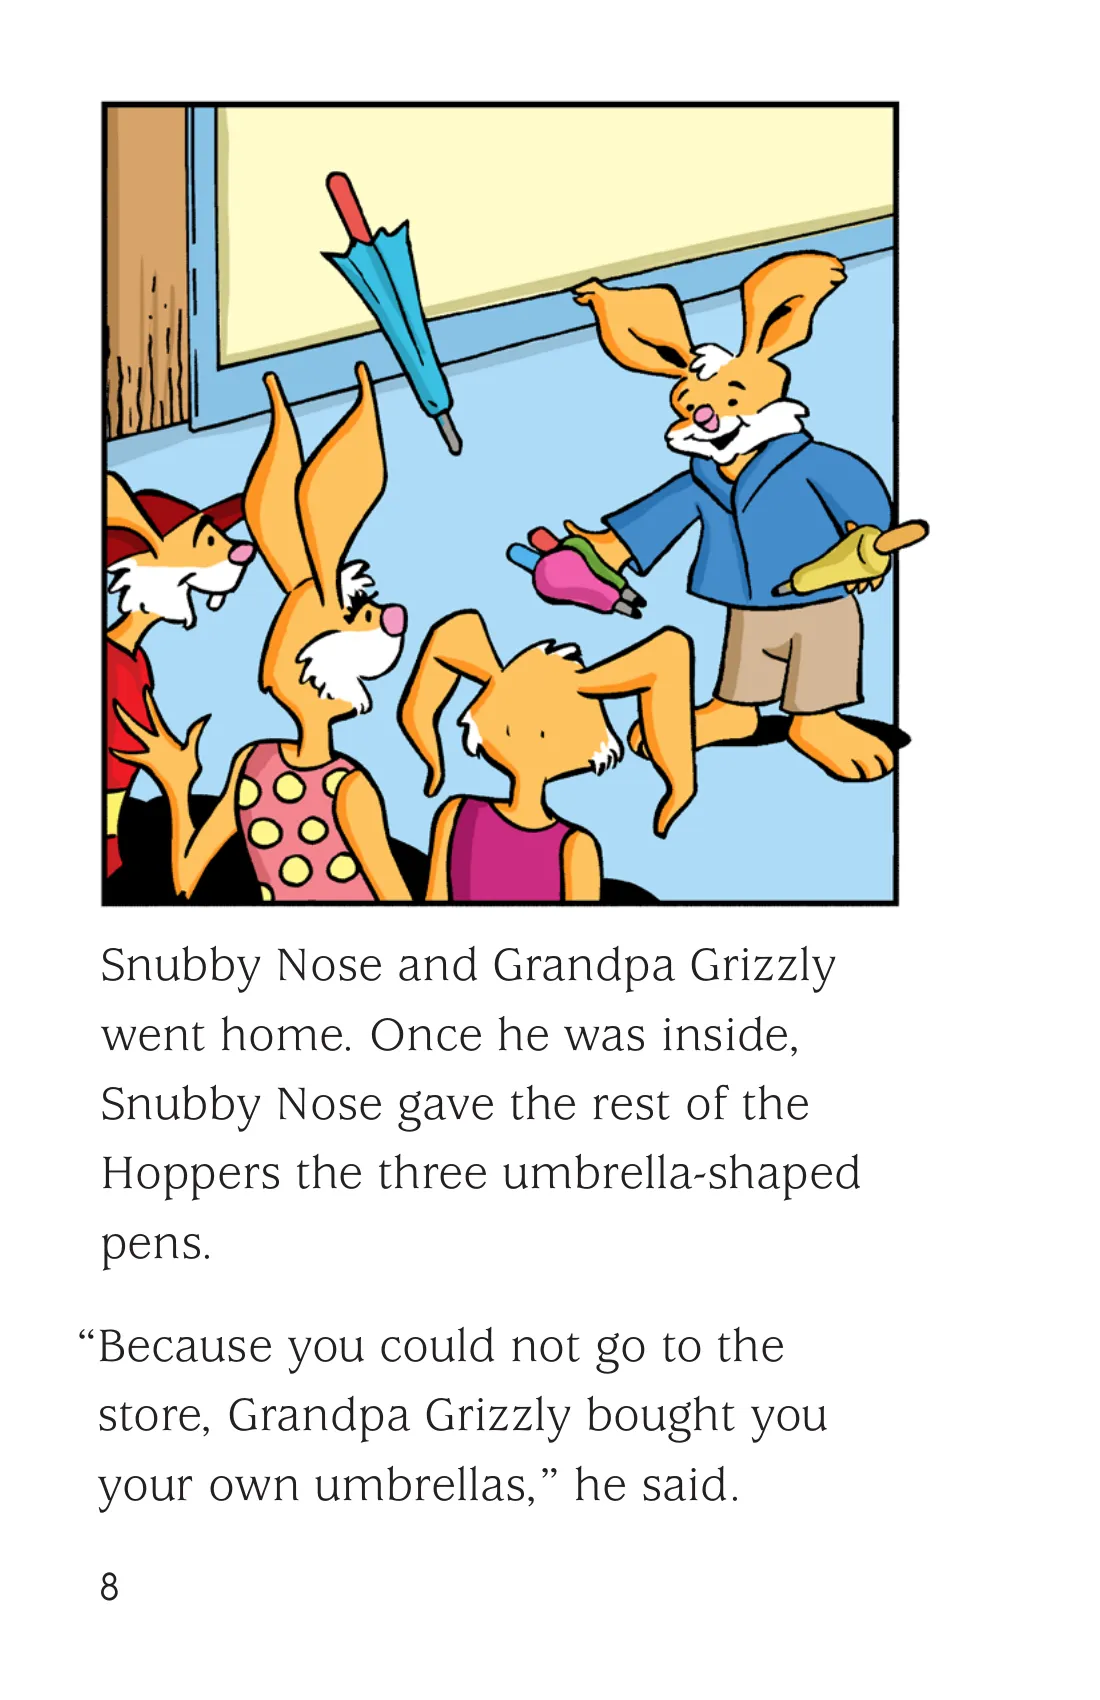 Snubby Nose and Grandpa Grizzly
went home. Once he was inside,
Snubby Nose gave the rest of the
Hoppers the three umbrella-shaped
pens.
“Because you could not go to the
store, Grandpa Grizzly bought you
your own umbrellas,” he said.
8